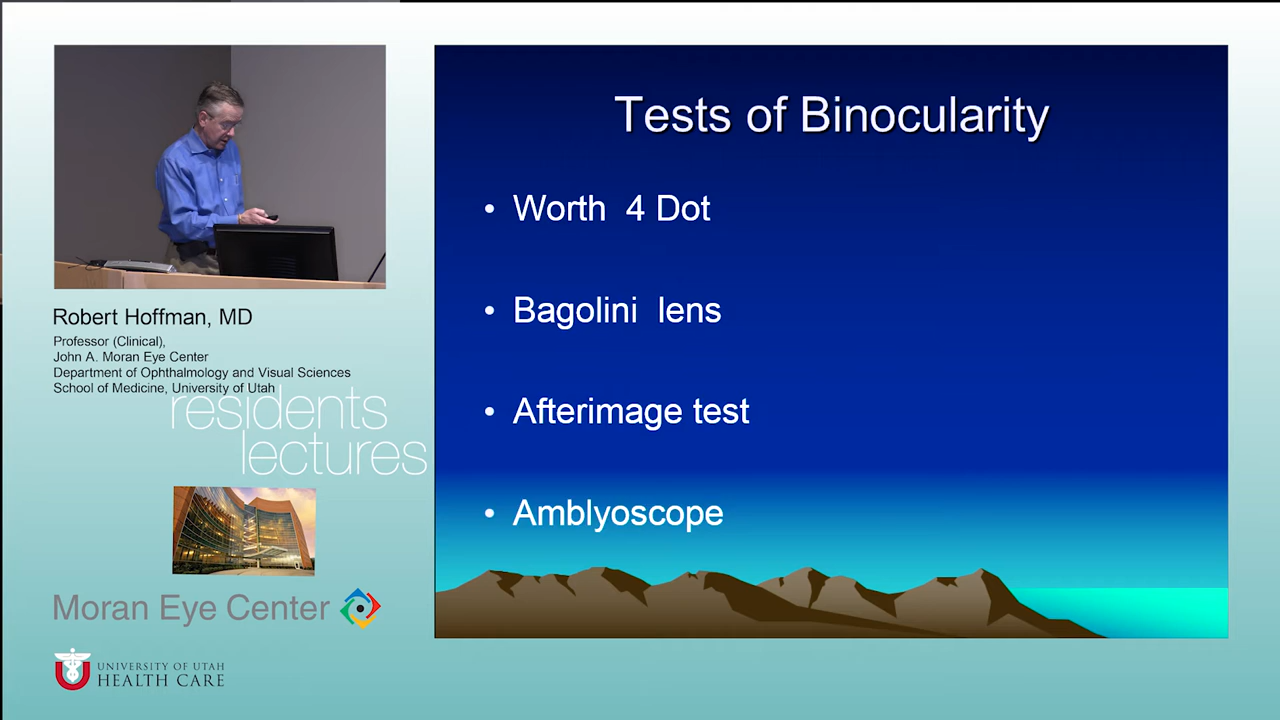 Tests of Binocularity
• Worth 4 Dot
• Bagolini lens
• Afterimage test
• Amblyoscope
Robert Hoffman, MD
Professor (Clinical),
John A. Moran Eye Center
Department of Ophthalmology and Visual Sciences
School of Medicine, University of Utah
residents
lectures
Moran Eye Center
UNIVERSITY OF UTAH
HEALTH CARE